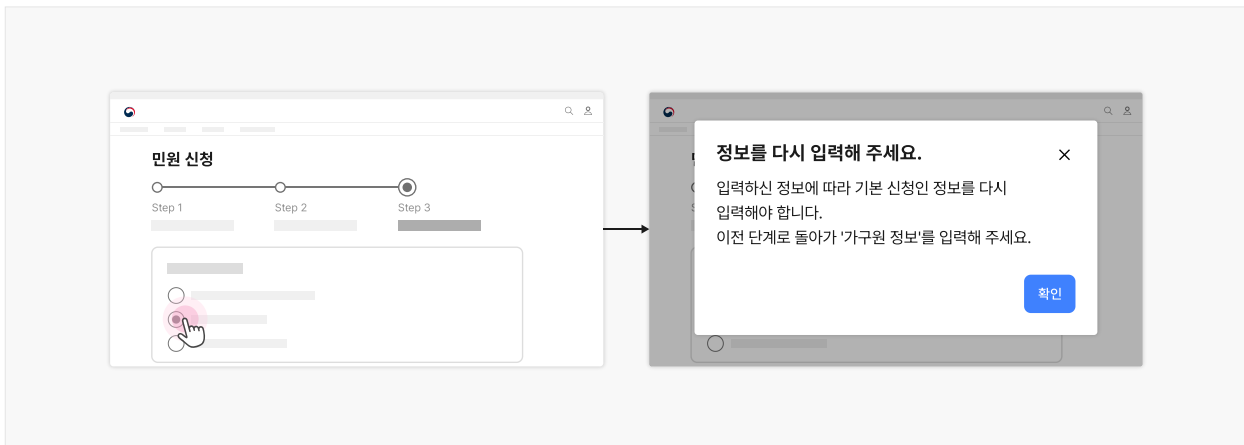 민원 신청
Step 1
Step 2
Step 3
정보를 다시 입력해 주세요.
입력하신 정보에 따라 기본 신청인 정보를 다시
입력해야 합니다.
이전 단계로 돌아가 '가구원 정보'를 입력해 주세요.
확인